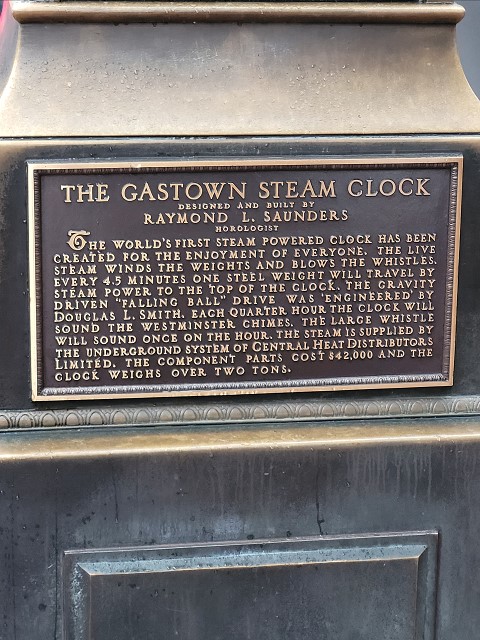 THE GASTOWN STEAM CLOCK
DESIGNED AND BUILT BY
RAYMOND L. SAUNDERS
HOROLOGIST
THE WORLD'S FIRST STEAM POWERED CLOCK HAS BEEN
CREATED FOR THE ENJOYMENT OF EVERYONE. THE LIVE
STEAM WINDS THE WEIGHTS AND BLOWS THE WHISTLES.
EVERY 4.5 MINUTES ONE STEEL WEIGHT WILL TRAVEL BY
STEAM POWER TO THE TOP OF THE CLOCK. THE GRAVITY
DRIVEN "FALLING BALL" DRIVE WAS 'ENGINEERED' BY
DOUGLAS L. SMITH. EACH QUARTER HOUR THE CLOCK WILL
SOUND THE WESTMINSTER CHIMES. THE LARGE WHISTLE
WILL SOUND ONCE ON THE HOUR. THE STEAM IS SUPPLIED BY
THE UNDERGROUND SYSTEM OF CENTRAL HEAT DISTRIBUTORS
LIMITED. THE COMPONENT PARTS COST $42,000 AND THE
CLOCK WEIGHS OVER TWO TONS.